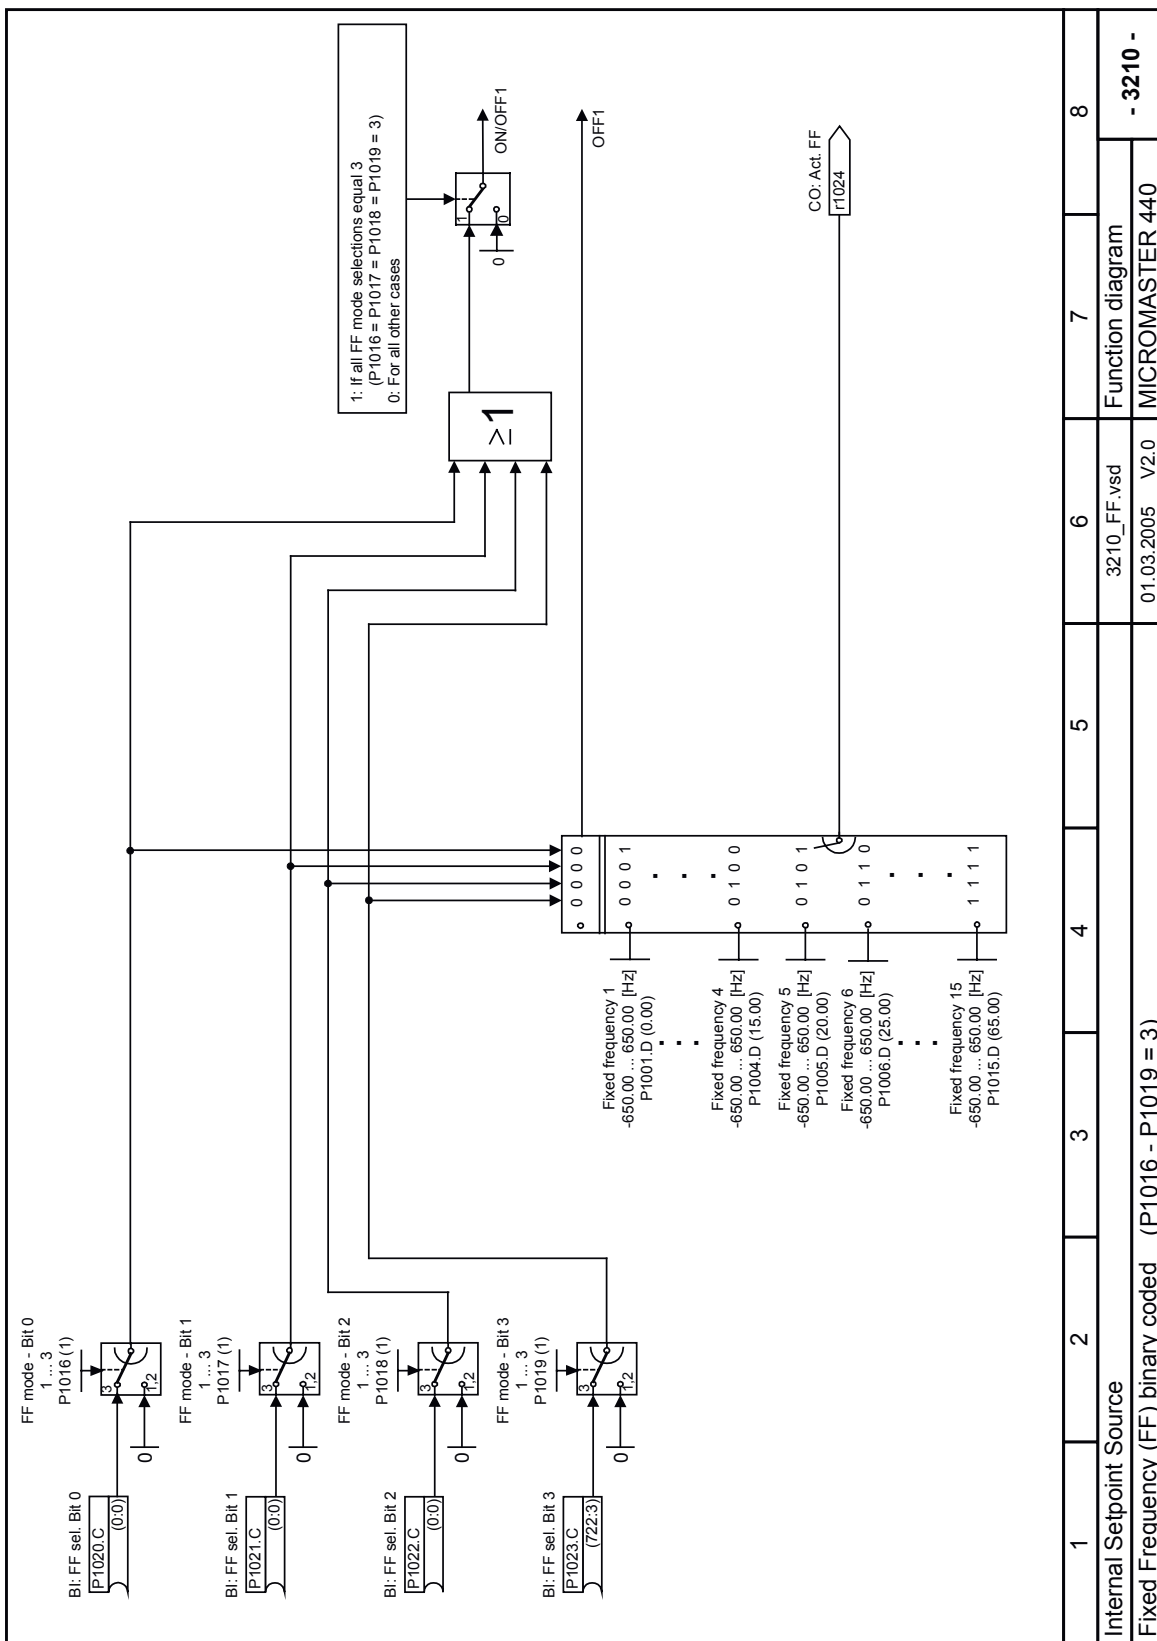 FF mode - Bit 0
1 ... 3
P1016 (1)
BI: FF sel. Bit 0
P1020.C
(0:0)
3
1,2
0
FF mode - Bit 1
1 ... 3
P1017 (1)
BI: FF sel. Bit 1
P1021.C
(0:0)
3
1,2
0
FF mode - Bit 2
1 ... 3
P1018 (1)
BI: FF sel. Bit 2
P1022.C
(0:0)
3
1,2
0
FF mode - Bit 3
1 ... 3
P1019 (1)
BI: FF sel. Bit 3
P1023.C
(722:3)
3
1,2
0
1: If all FF mode selections equal 3
(P1016 = P1017 = P1018 = P1019 = 3)
0: For all other cases
≥1
1
0
0
ON/OFF1
OFF1
0 0 0 0
0 0 0 1
. . .
0 1 0 0
0 1 0 1
0 1 1 0
. . .
1 1 1 1
Fixed frequency 1
-650.00 ... 650.00 [Hz]
P1001.D (0.00)
. . .
Fixed frequency 4
-650.00 ... 650.00 [Hz]
P1004.D (15.00)
Fixed frequency 5
-650.00 ... 650.00 [Hz]
P1005.D (20.00)
Fixed frequency 6
-650.00 ... 650.00 [Hz]
P1006.D (25.00)
. . .
Fixed frequency 15
-650.00 ... 650.00 [Hz]
P1015.D (65.00)
CO: Act. FF
r1024
1 2 3 4 5 6 7 8
Internal Setpoint Source 3210_FF.vsd Function diagram - 3210 -
Fixed Frequency (FF) binary coded (P1016 - P1019 = 3) 01.03.2005 V2.0 MICROMASTER 440